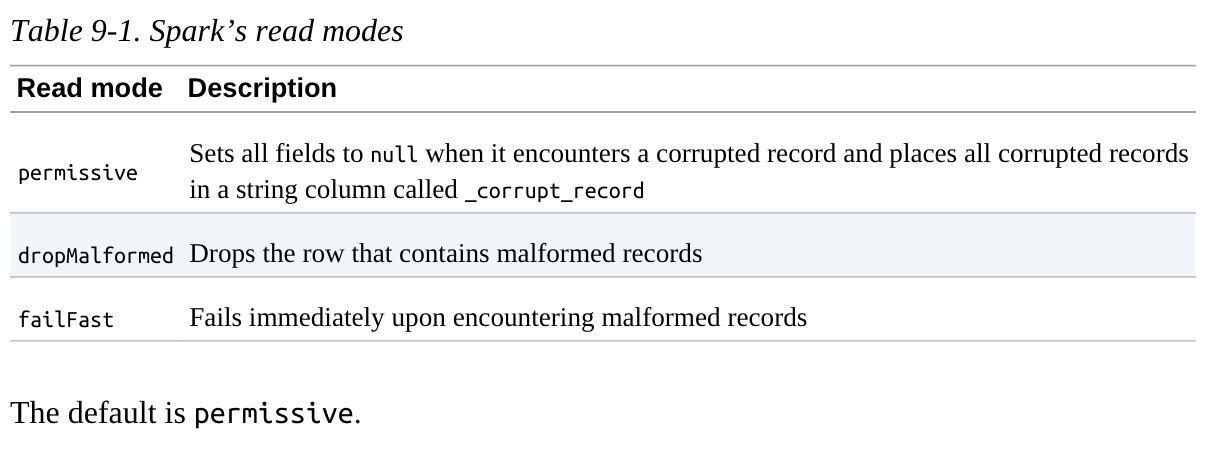 Table 9-1. Spark’s read modes
Read mode Description
permissive Sets all fields to null when it encounters a corrupted record and places all corrupted records
in a string column called _corrupt_record
dropMalformed Drops the row that contains malformed records
failFast Fails immediately upon encountering malformed records
The default is permissive.